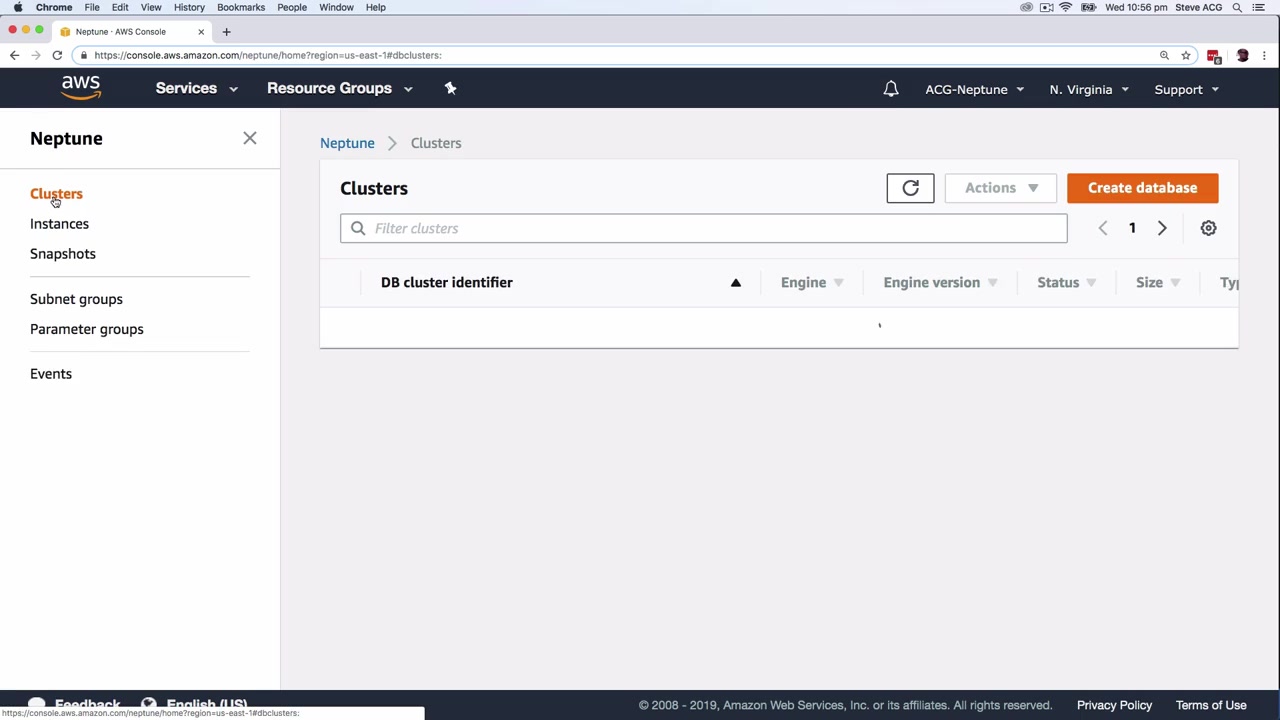 Chrome File Edit View History Bookmarks People Window Help Wed 10:56 pm Steve ACG
Neptune · AWS Console
https://console.aws.amazon.com/neptune/home?region=us-east-1#dbclusters:
aws Services Resource Groups ACG-Neptune N. Virginia Support
Neptune
Clusters
Instances
Snapshots
Subnet groups
Parameter groups
Events
Neptune Clusters
Clusters Actions Create database
Filter clusters 1
DB cluster identifier Engine Engine version Status Size Typ
Feedback English (US) © 2008 - 2019, Amazon Web Services, Inc. or its affiliates. All rights reserved. Privacy Policy Terms of Use
https://console.aws.amazon.com/neptune/home?region=us-east-1#dbclusters: